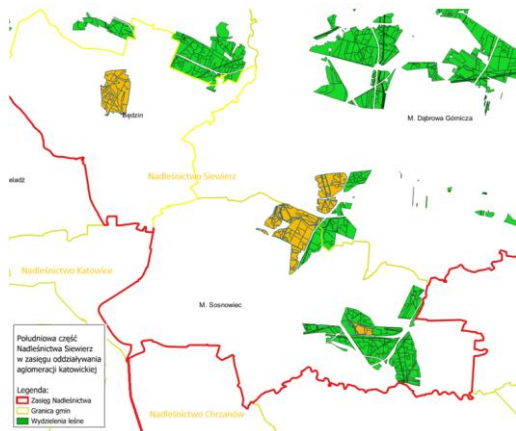 Będzin
M. Dąbrowa Górnicza
eladź
Nadleśnictwo Siewierz
Nadleśnictwo Katowice
M. Sosnowiec
Południowa część
Nadleśnictwa Siewierz
w zasięgu oddziaływania
aglomeracji katowickiej
Legenda:
Zasięg Nadleśnictwa
Granica gmin
Wydzielenia leśne
Nadleśnictwo Chrzanów